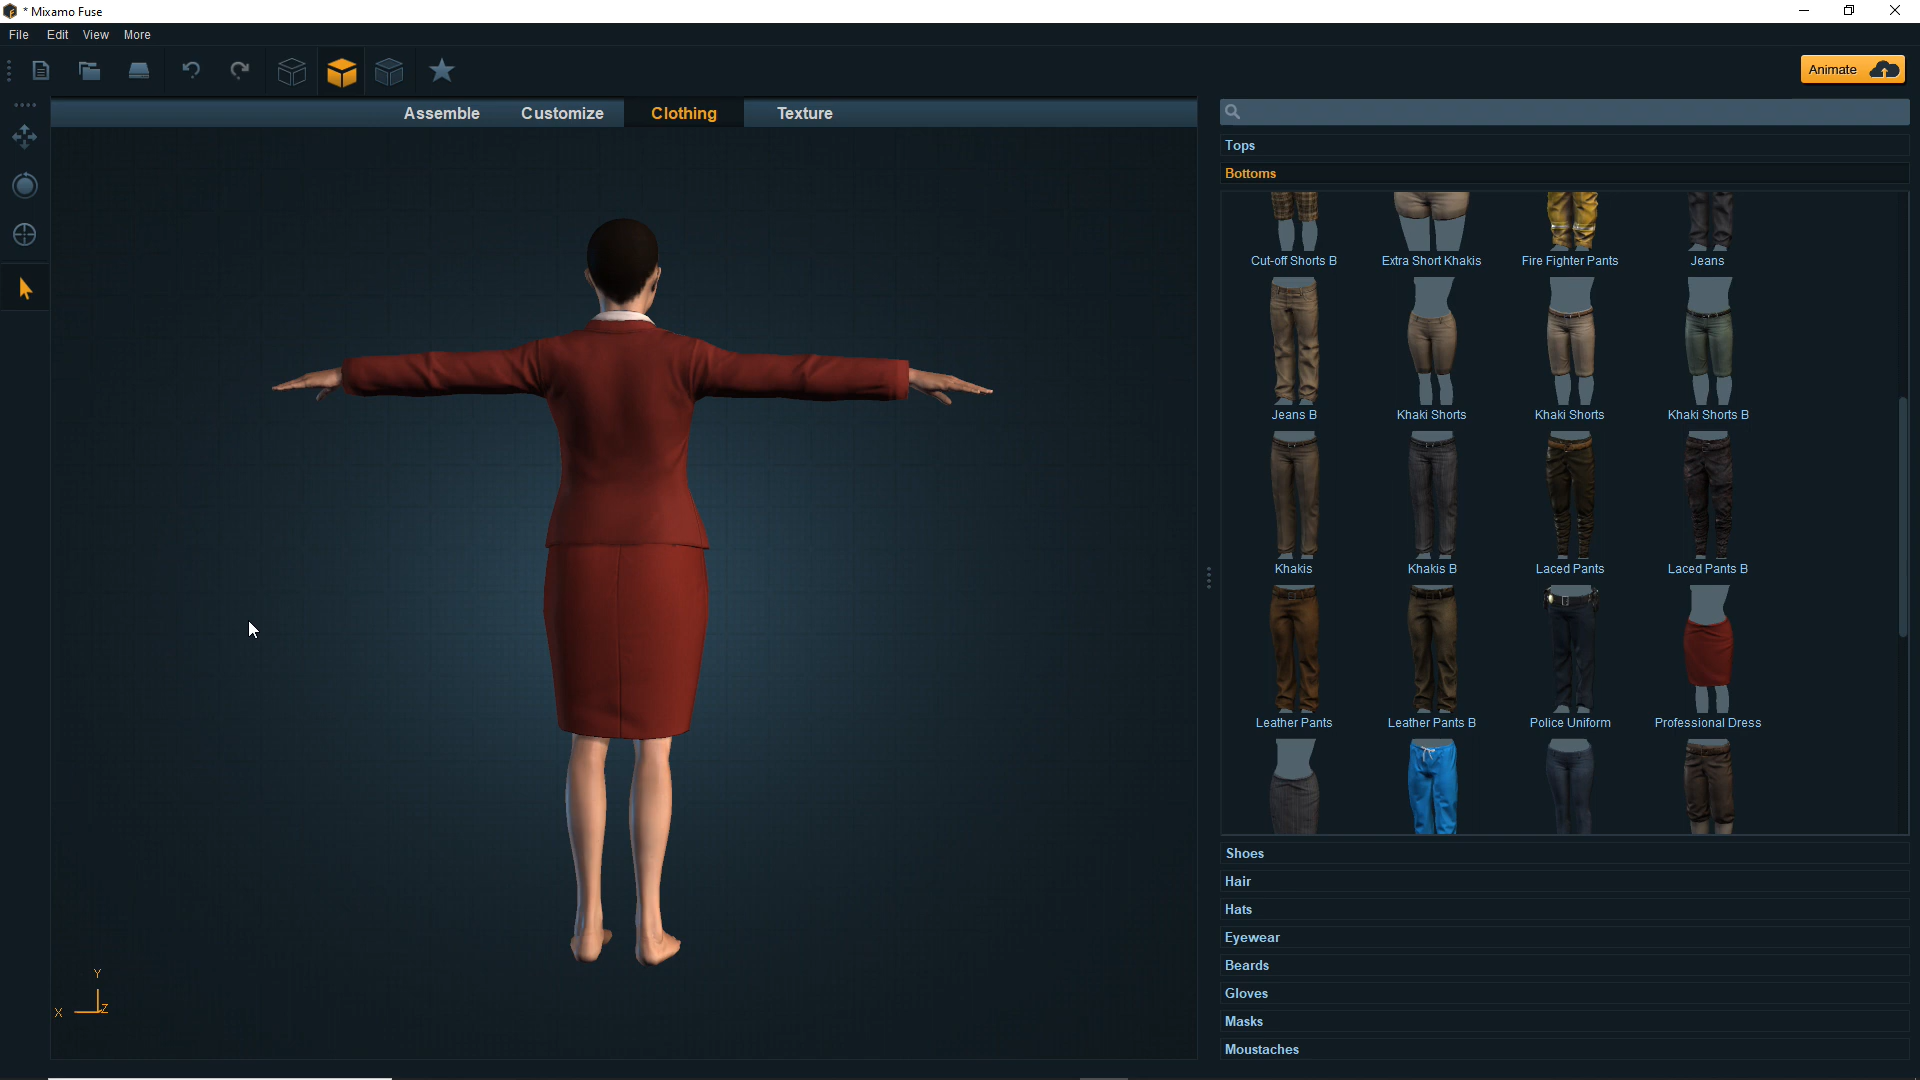 * Mixamo Fuse
File Edit View More
Animate
Assemble Customize Clothing Texture
Tops
Bottoms
Cut-off Shorts B Extra Short Khakis Fire Fighter Pants Jeans
Jeans B Khaki Shorts Khaki Shorts Khaki Shorts B
Khakis Khakis B Laced Pants Laced Pants B
Leather Pants Leather Pants B Police Uniform Professional Dress
Shoes
Hair
Hats
Eyewear
Beards
Gloves
Masks
Moustaches
Y
X Z